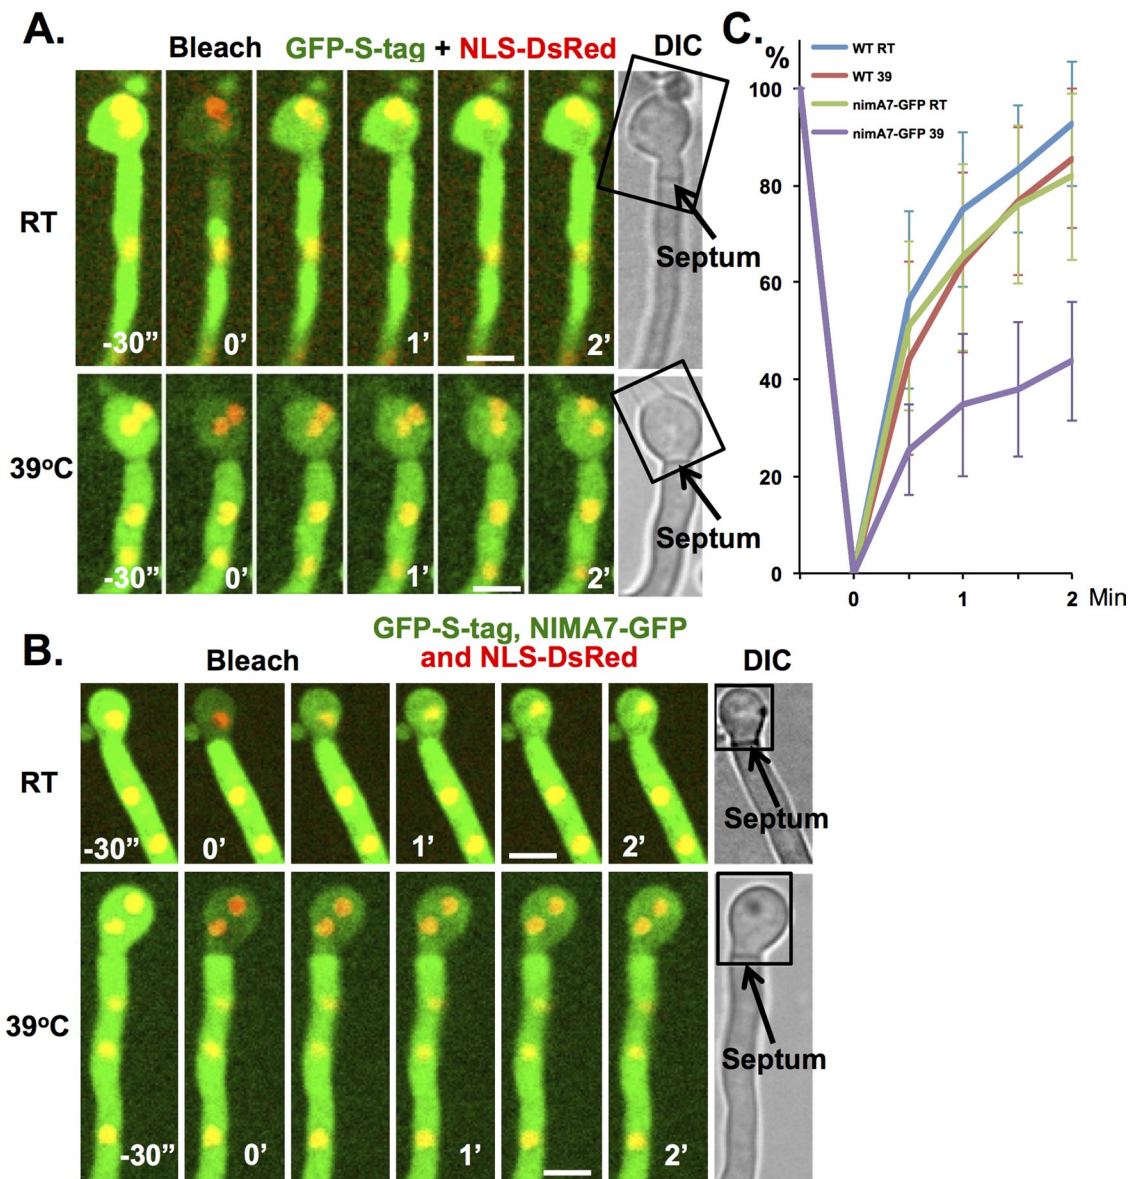 A.
Bleach GFP-S-tag + NLS-DsRed DIC
RT
-30” 0’ 1’ 2’
Septum
39oC
-30” 0’ 1’ 2’
Septum
B.
GFP-S-tag, NIMA7-GFP
Bleach and NLS-DsRed DIC
RT
-30” 0’ 1’ 2’
Septum
39oC
-30” 0’ 1’ 2’
Septum
C.
%
WT RT
WT 39
nimA7-GFP RT
nimA7-GFP 39
100
80
60
40
20
0
0 1 2 Min